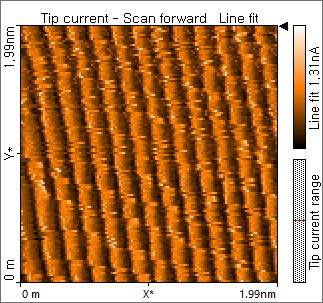 Tip current - Scan forward Line fit
1.99nm
Y*
0 m
0 m X* 1.99nm
Line fit 1.31nA
Tip current range